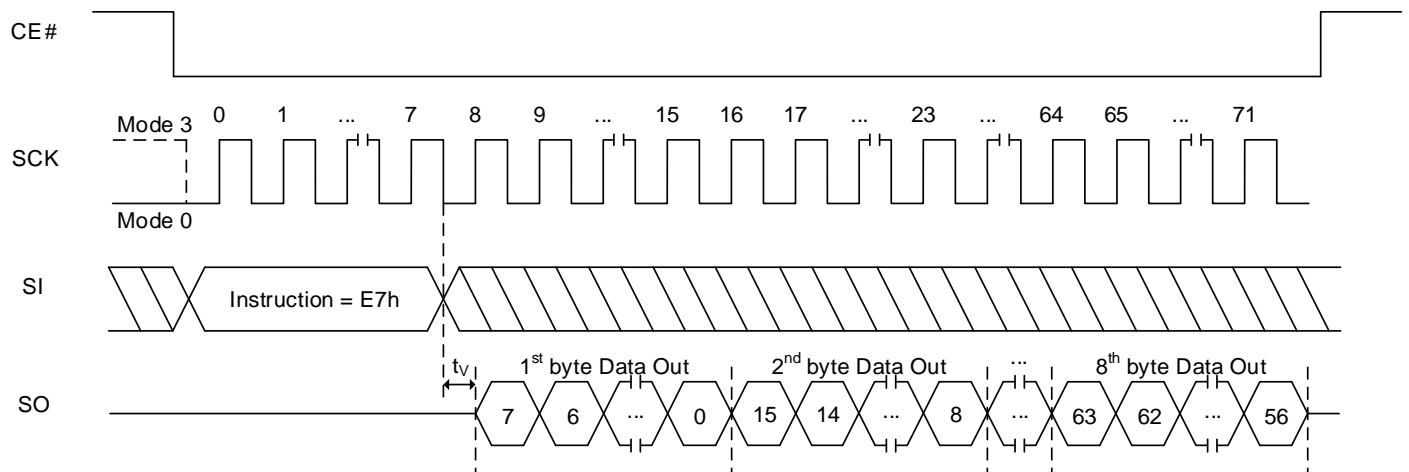 CE#
0 1 ... 7 8 9 ... 15 16 17 ... 23 ... 64 65 ... 71
Mode 3
SCK
Mode 0
SI
Instruction = E7h
tV 1st byte Data Out 2nd byte Data Out ... 8th byte Data Out
SO
7 6 ... 0 15 14 ... 8 ... 63 62 ... 56